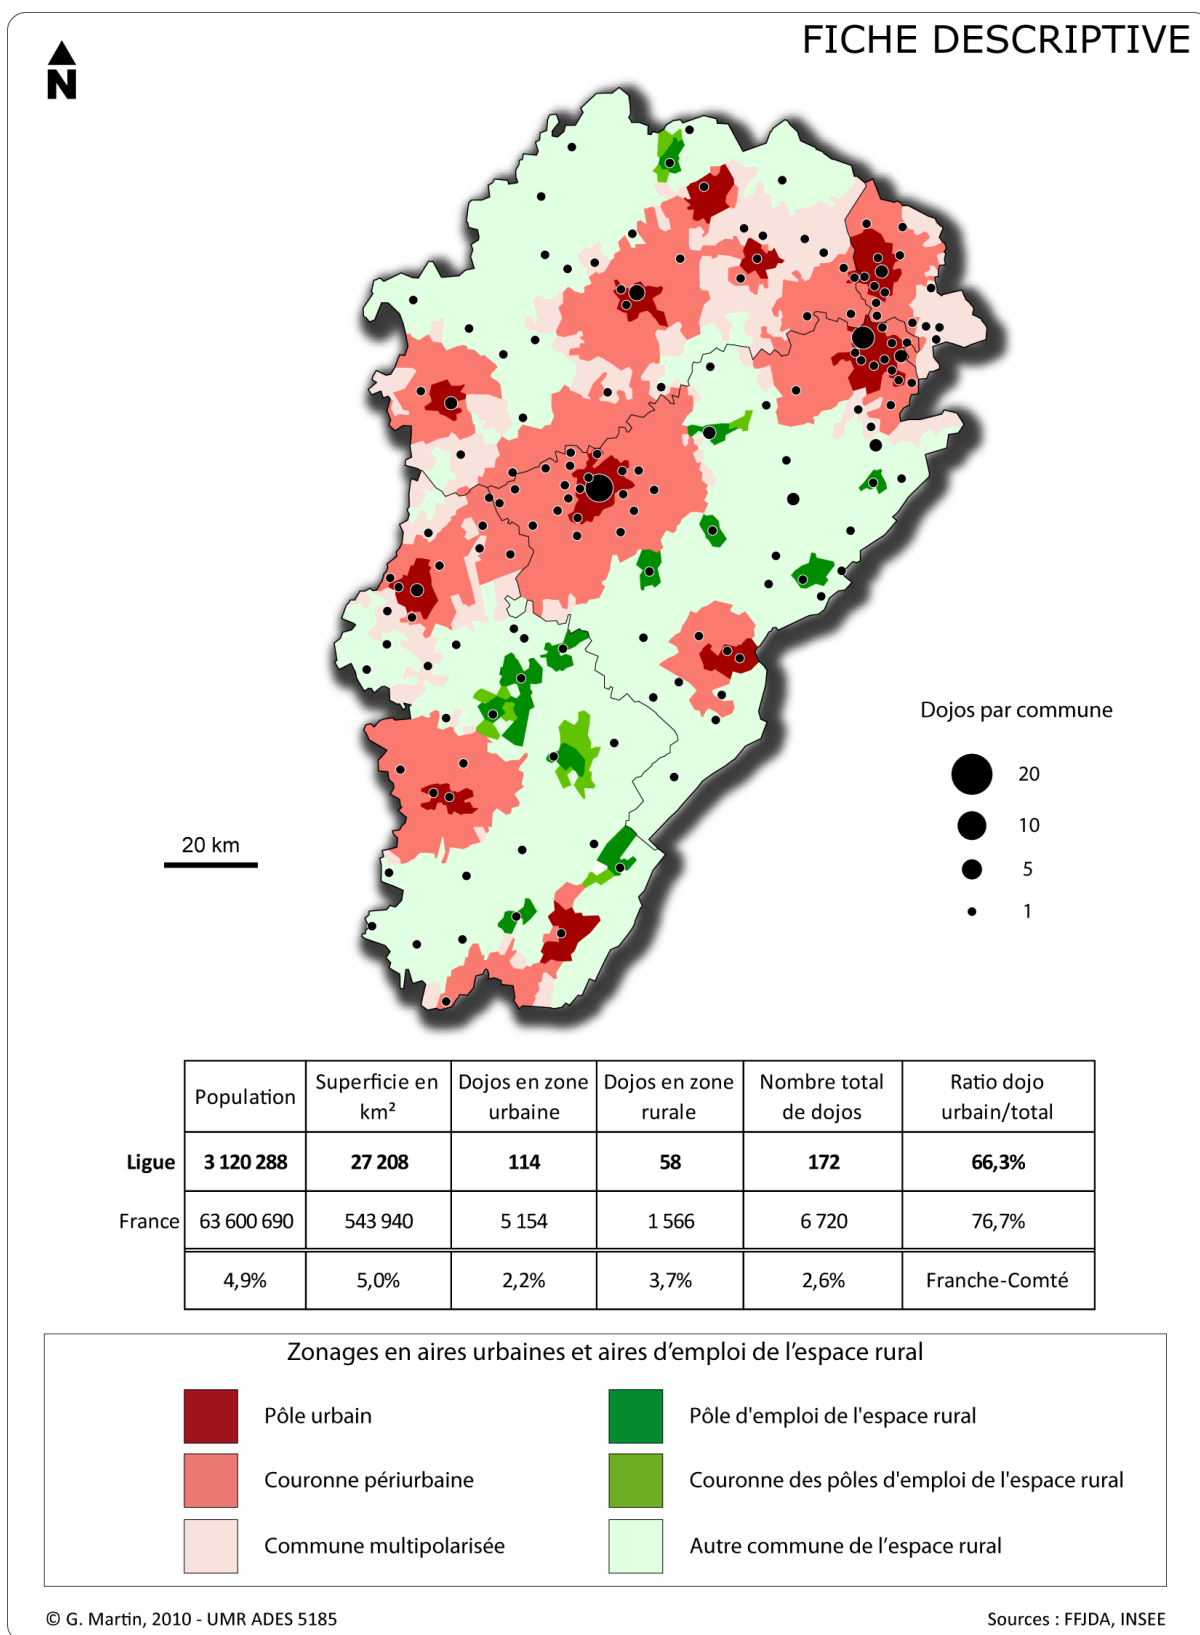 FICHE DESCRIPTIVE
N
Dojos par commune
20
10
5
1
20 km
Population
Superficie en km²
Dojos en zone urbaine
Dojos en zone rurale
Nombre total de dojos
Ratio dojo urbain/total
Ligue 3 120 288 27 208 114 58 172 66,3%
France 63 600 690 543 940 5 154 1 566 6 720 76,7%
4,9% 5,0% 2,2% 3,7% 2,6% Franche-Comté
Zonages en aires urbaines et aires d'emploi de l'espace rural
Pôle urbain
Couronne périurbaine
Commune multipolarisée
Pôle d'emploi de l'espace rural
Couronne des pôles d'emploi de l'espace rural
Autre commune de l'espace rural
© G. Martin, 2010 - UMR ADES 5185
Sources : FFJDA, INSEE